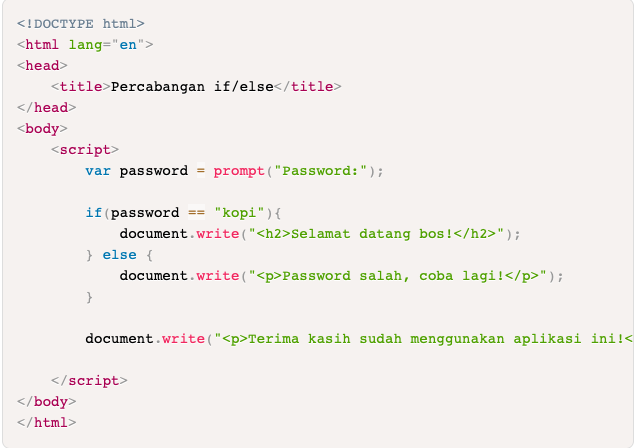 <!DOCTYPE html>
<html lang="en">
<head>
    <title>Percabangan if/else</title>
</head>
<body>
    <script>
        var password = prompt("Password:");

        if(password == "kopi"){
            document.write("<h2>Selamat datang bos!</h2>");
        } else {
            document.write("<p>Password salah, coba lagi!</p>");
        }

        document.write("<p>Terima kasih sudah menggunakan aplikasi ini!<

    </script>
</body>
</html>